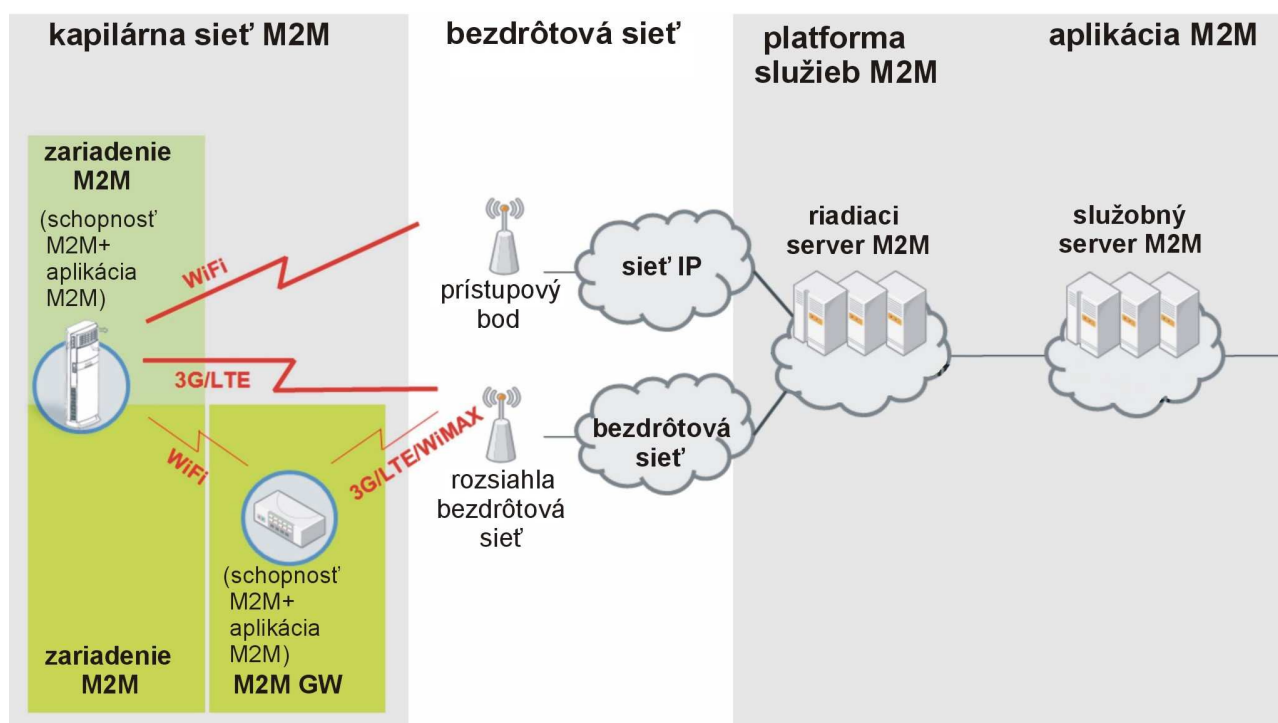 kapilárna sieť M2M
bezdrôtová sieť
platforma
služieb M2M
aplikácia M2M
zariadenie
M2M
(schopnosť
M2M+
aplikácia
M2M)
WiFi
3G/LTE
WiFi
3G/LTE/WiMAX
(schopnosť
M2M+
aplikácia
M2M)
M2M GW
zariadenie
M2M
prístupový
bod
rozsiahla
bezdrôtová
sieť
sieť IP
bezdrôtová
sieť
riadiaci
server M2M
služobný
server M2M